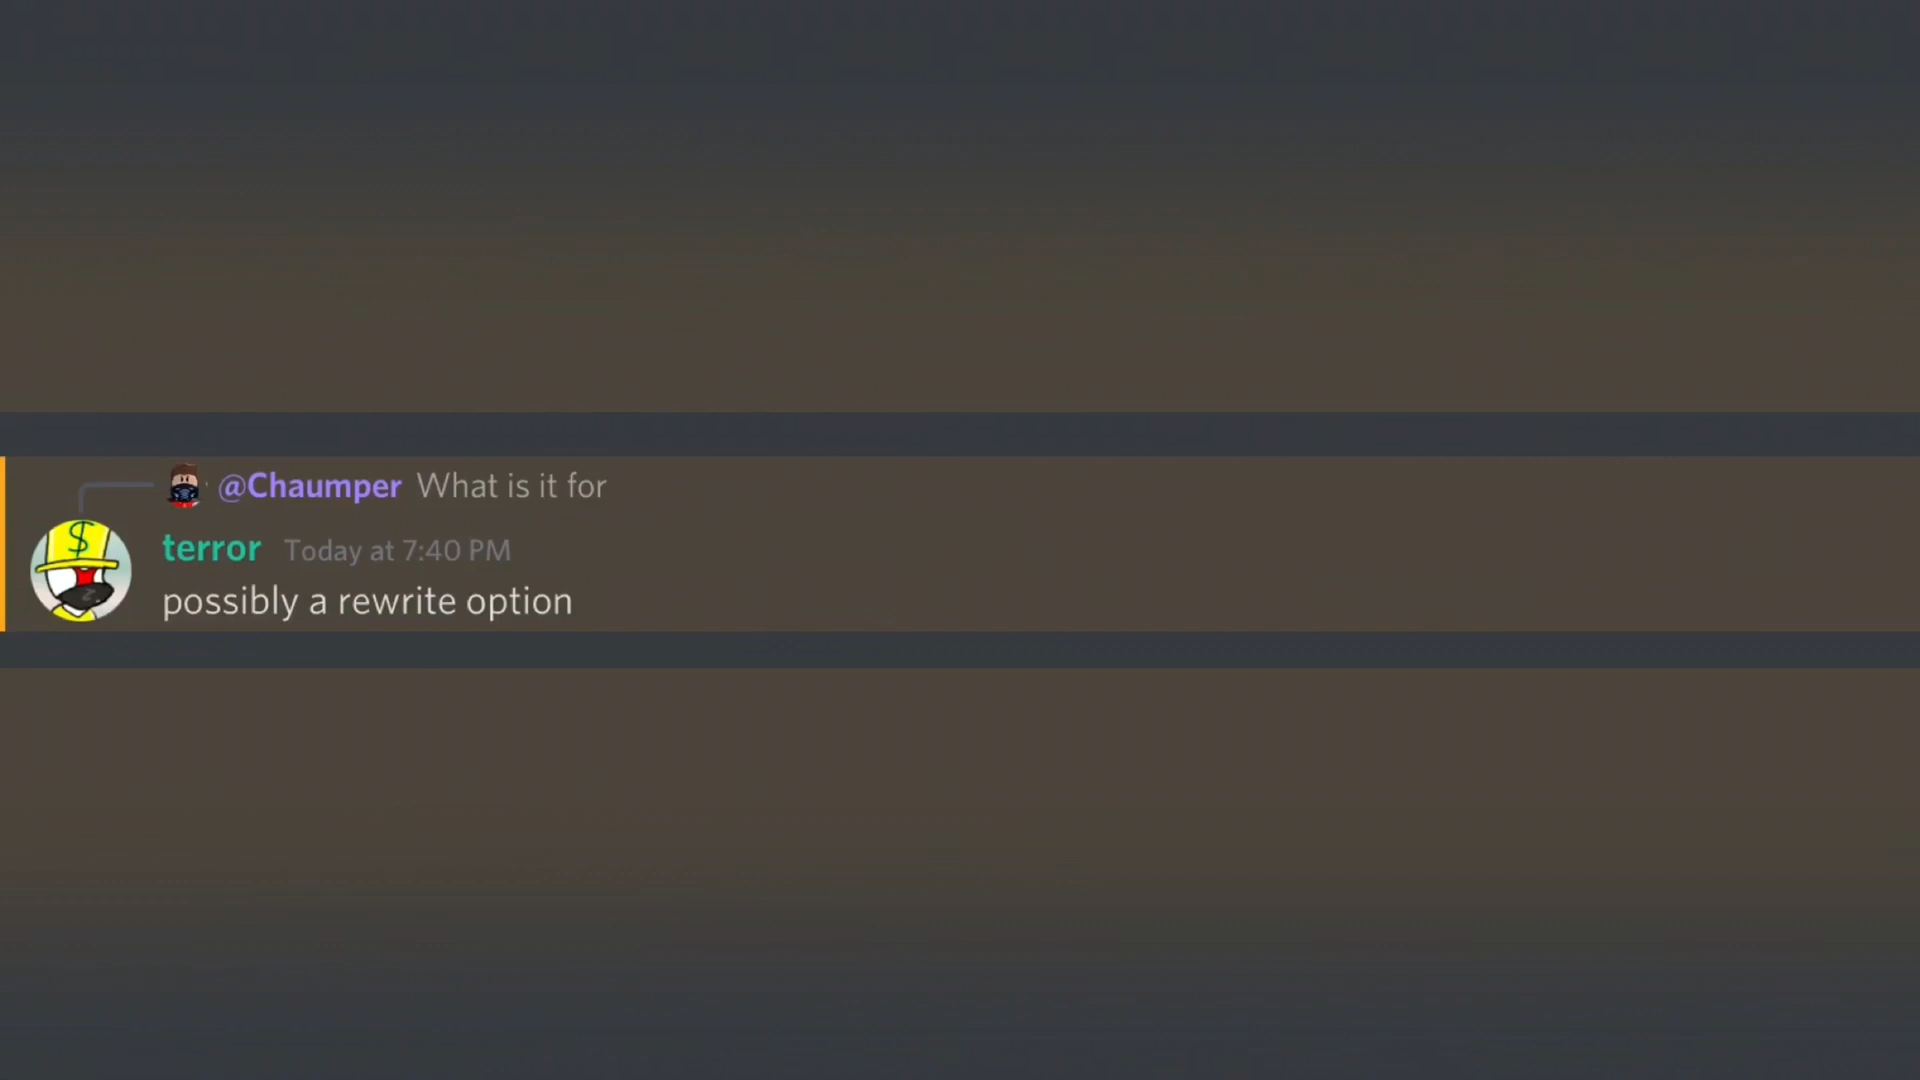 @Chaumper What is it for
terror Today at 7:40 PM
possibly a rewrite option
$